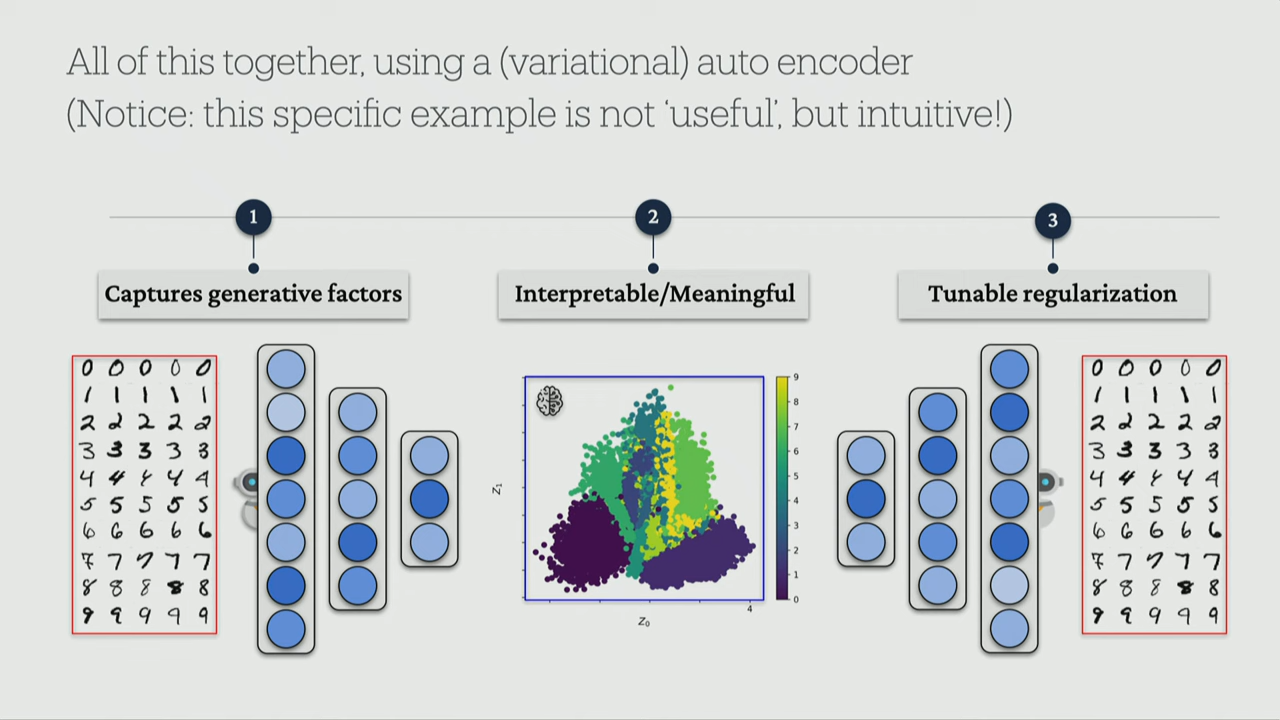 All of this together, using a (variational) auto encoder
(Notice: this specific example is not ‘useful’, but intuitive!)
1
2
3
Captures generative factors
Interpretable/Meaningful
Tunable regularization
0 0 0 0 0
1 1 1 1 1
2 2 2 2 2
3 3 3 3 3
4 4 4 4 4
5 5 5 5 5
6 6 6 6 6
7 7 7 7 7
8 8 8 8 8
9 9 9 9 9
Z1
Z0
4
9
8
7
6
5
4
3
2
1
0
0 0 0 0 0
1 1 1 1 1
2 2 2 2 2
3 3 3 3 3
4 4 4 4 4
5 5 5 5 5
6 6 6 6 6
7 7 7 7 7
8 8 8 8 8
9 9 9 9 9